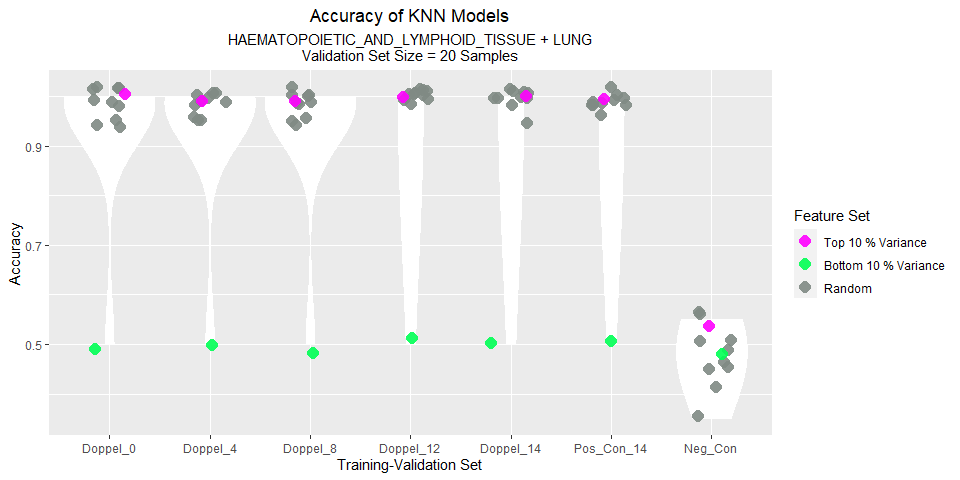 Accuracy of KNN Models
HAEMATOPOIETIC_AND_LYMPHOID_TISSUE + LUNG
Validation Set Size = 20 Samples
Accuracy
0.9
0.7
0.5
Doppel_0
Doppel_4
Doppel_8
Doppel_12
Doppel_14
Pos_Con_14
Neg_Con
Training-Validation Set
Feature Set
Top 10 % Variance
Bottom 10 % Variance
Random